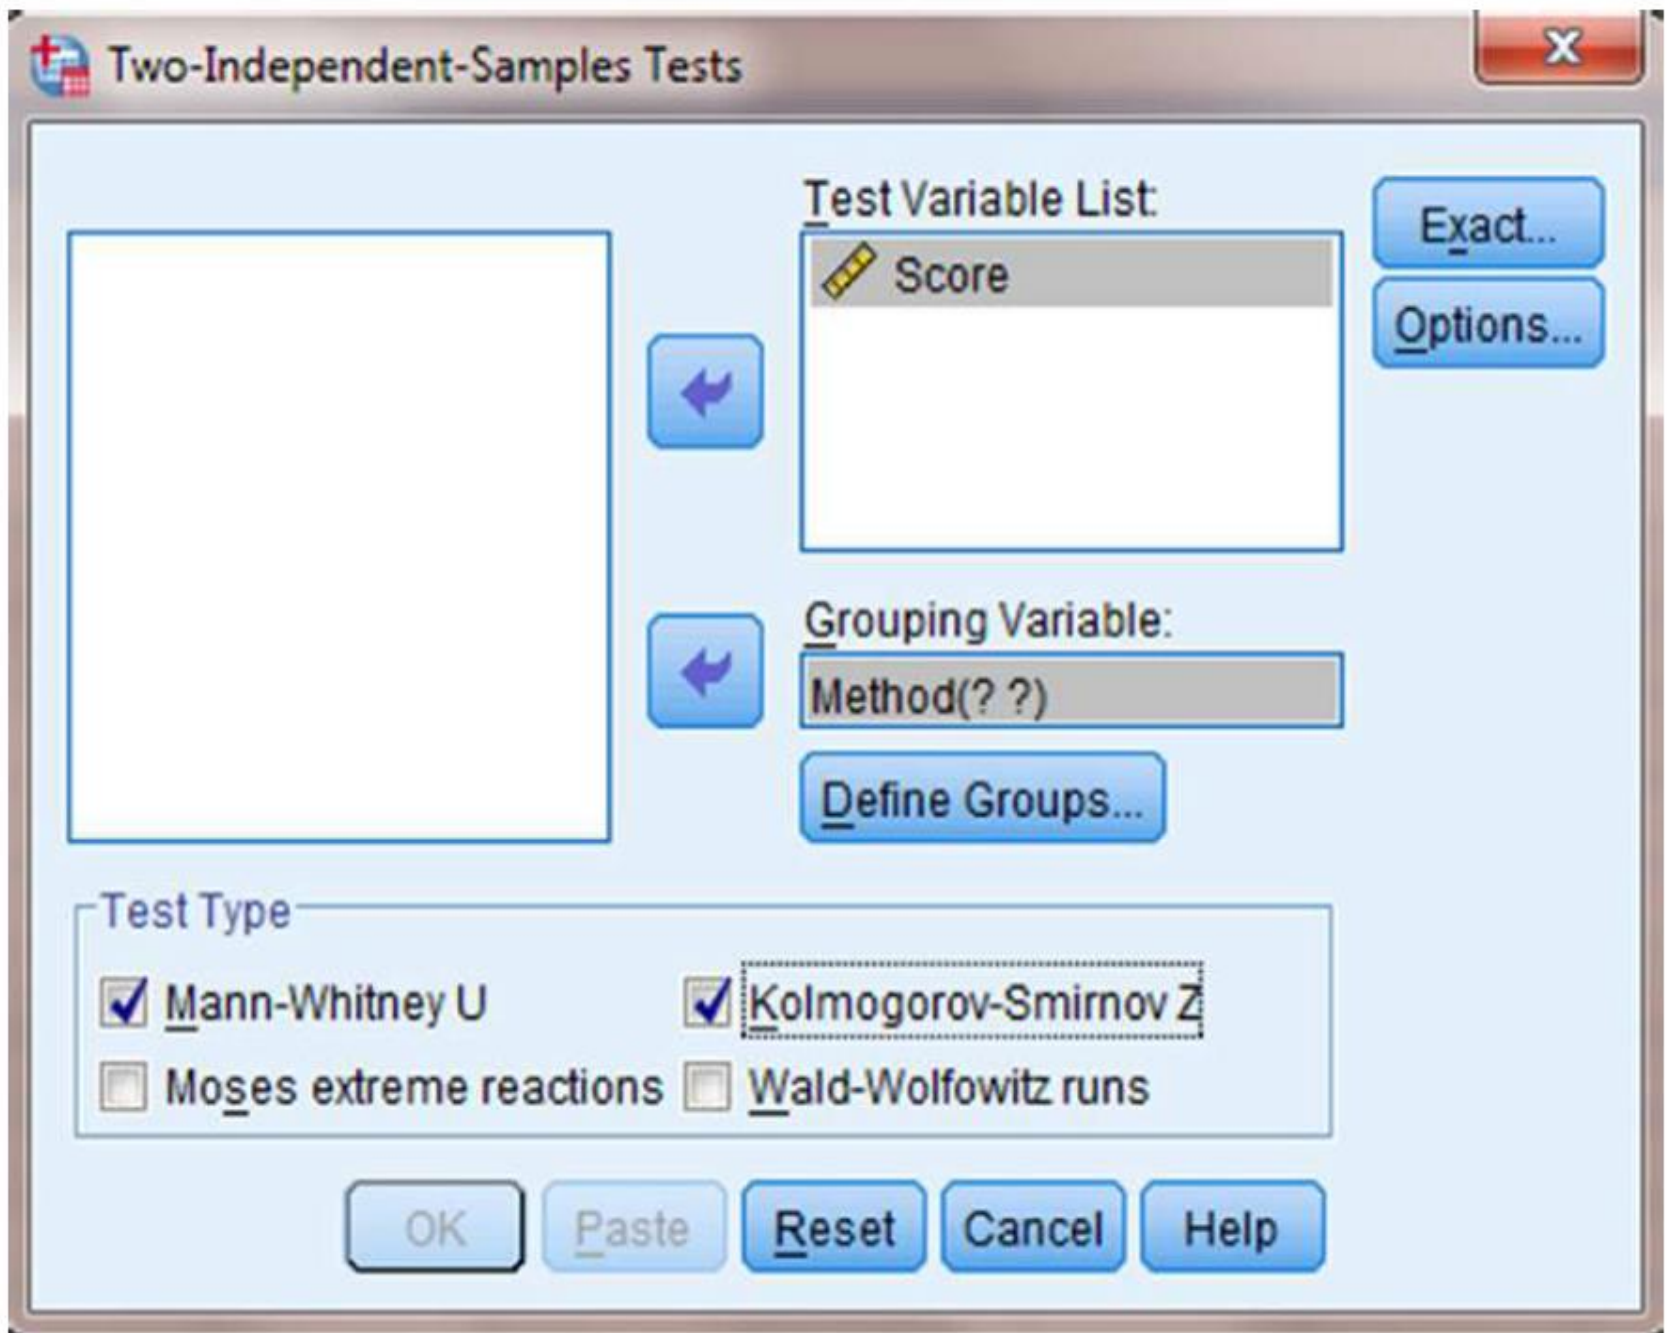 Two-Independent-Samples Tests
Test Variable List:
Score
Exact...
Options...
Grouping Variable:
Method(? ?)
Define Groups...
Test Type
Mann-Whitney U Kolmogorov-Smirnov Z
Moses extreme reactions Wald-Wolfowitz runs
OK Paste Reset Cancel Help